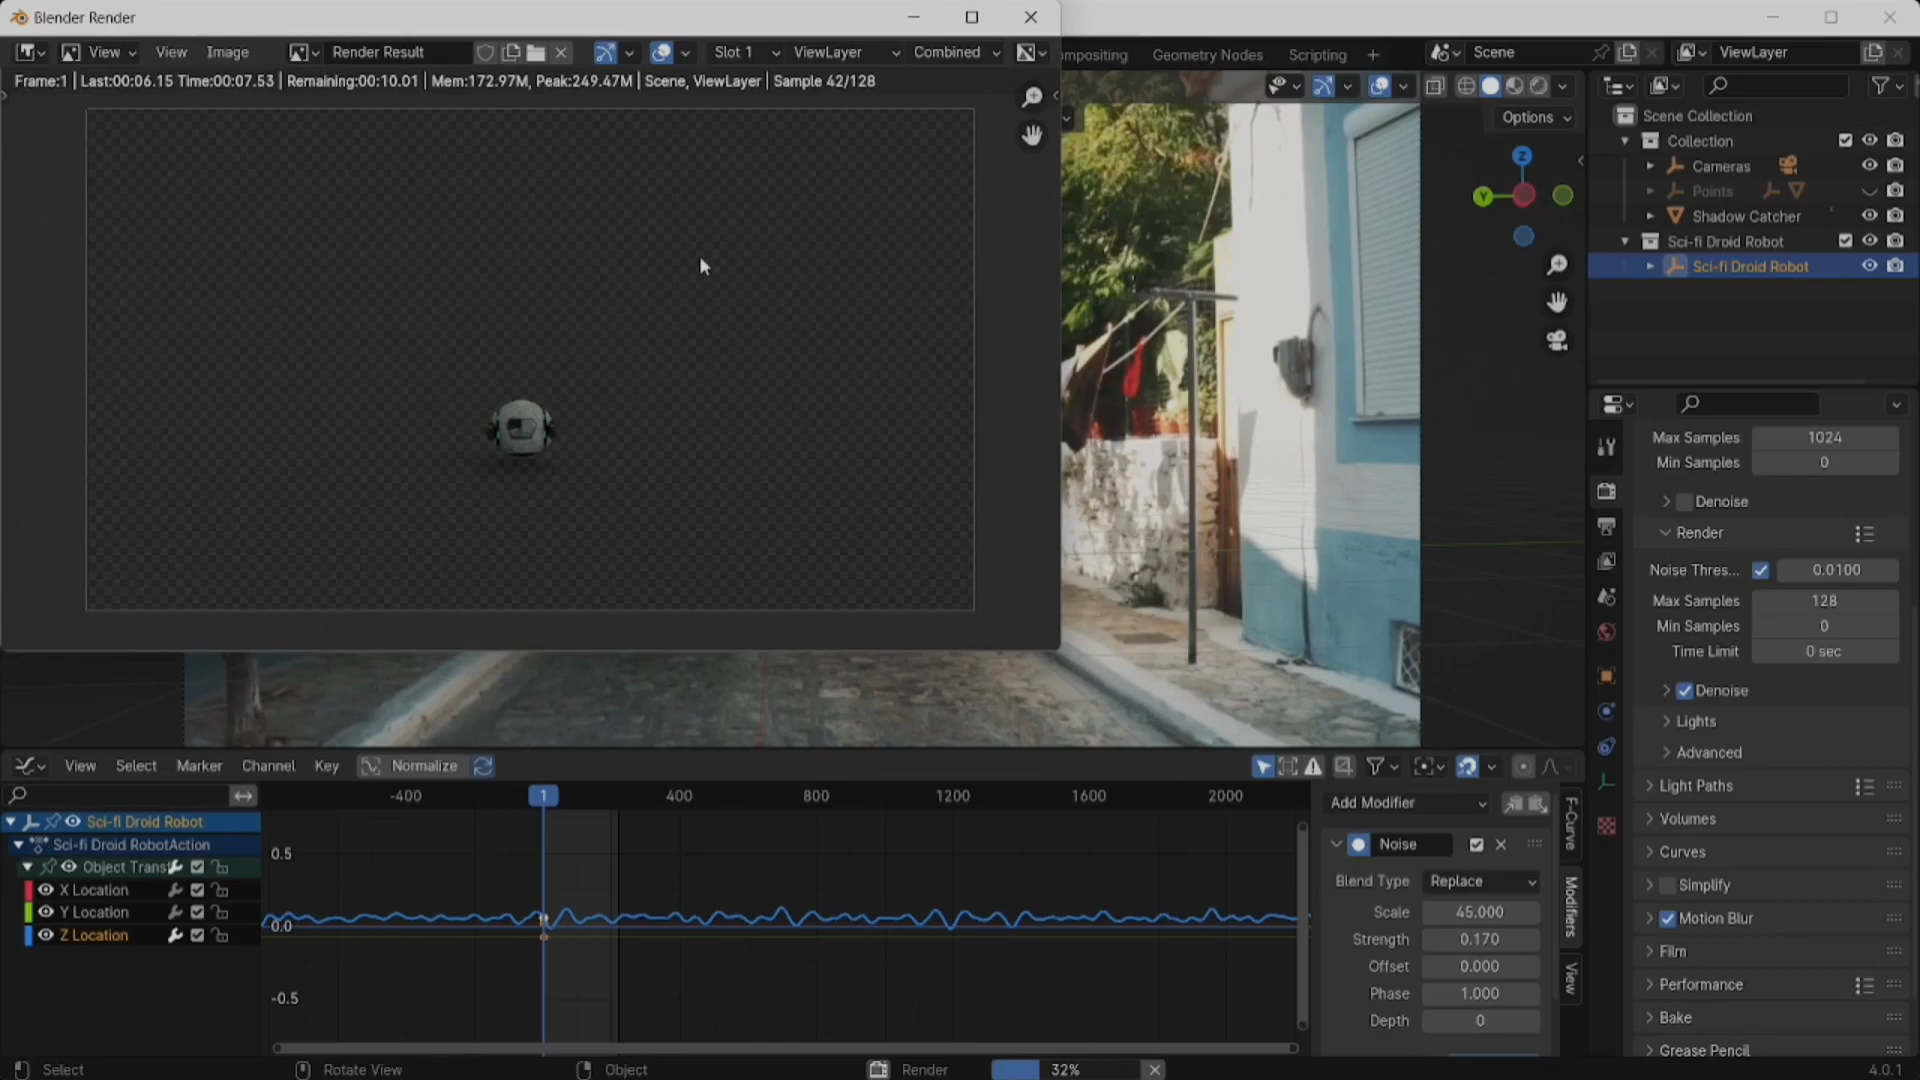 Blender Render
View View Image Render Result Slot 1 ViewLayer Combined
Frame:1 | Last:00:06.15 Time:00:07.53 | Remaining:00:10.01 | Mem:172.97M, Peak:249.47M | Scene, ViewLayer | Sample 42/128
ompositing Geometry Nodes Scripting + Scene ViewLayer
Options
Z
Y
Scene Collection
Collection
Cameras
Points
Shadow Catcher
Sci-fi Droid Robot
Sci-fi Droid Robot
Max Samples 1024
Min Samples 0
Denoise
Render
Noise Thres... 0.0100
Max Samples 128
Min Samples 0
Time Limit 0 sec
Denoise
Lights
Advanced
Light Paths
Volumes
Curves
Simplify
Motion Blur
Film
Performance
Bake
Grease Pencil
View Select Marker Channel Key Normalize
-400 1 400 800 1200 1600 2000
Sci-fi Droid Robot
Sci-fi Droid RobotAction
Object Transf
X Location
Y Location
Z Location
0.5
0.0
-0.5
Add Modifier
Noise
Blend Type Replace
Scale 45.000
Strength 0.170
Offset 0.000
Phase 1.000
Depth 0
F-Curve
Modifiers
View
Select Rotate View Object Render 32% 4.0.1